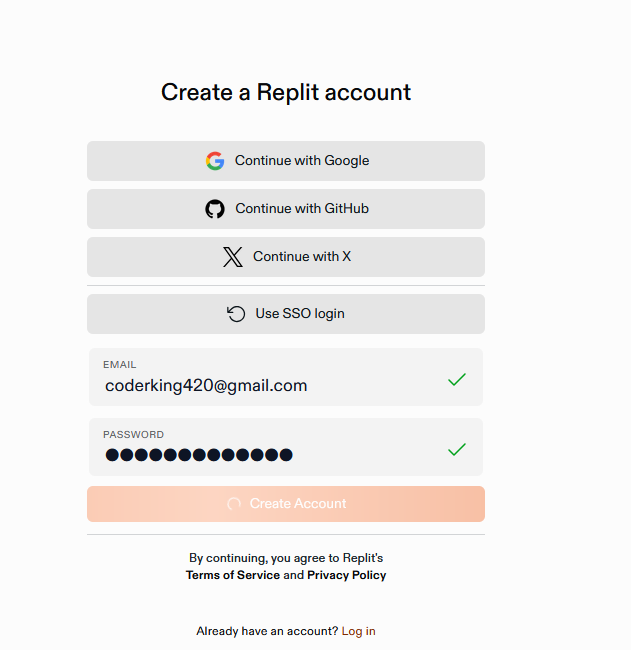 Create a Replit account
Continue with Google
Continue with GitHub
Continue with X
Use SSO login
EMAIL
coderking420@gmail.com
PASSWORD
●●●●●●●●●●●●●
Create Account
By continuing, you agree to Replit's
Terms of Service and Privacy Policy
Already have an account? Log in